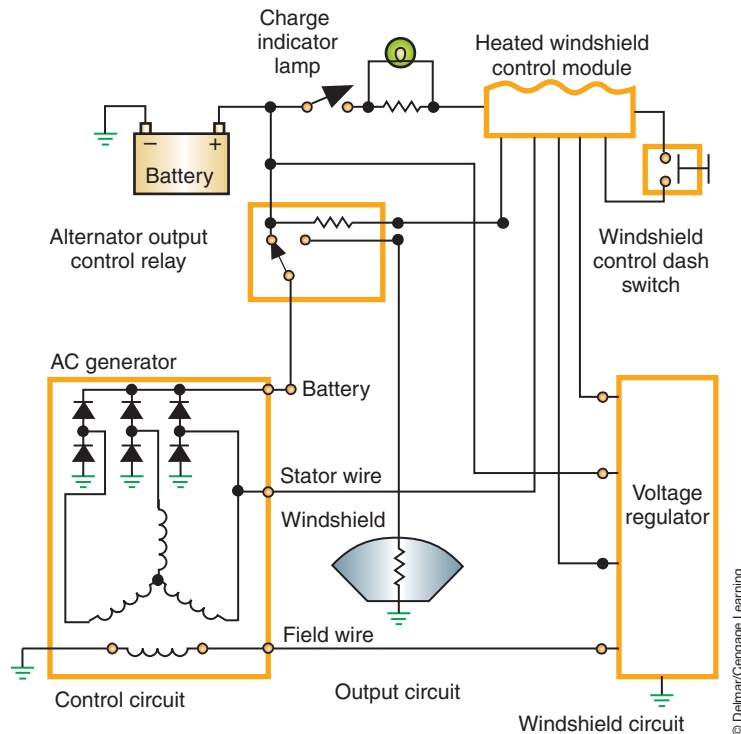 Charge
indicator
lamp
Heated windshield
control module
− +
Battery
Alternator output
control relay
Windshield
control dash
switch
AC generator
Battery
Stator wire
Windshield
Voltage
regulator
Field wire
Control circuit
Output circuit
Windshield circuit
© Delmar/Cengage Learning